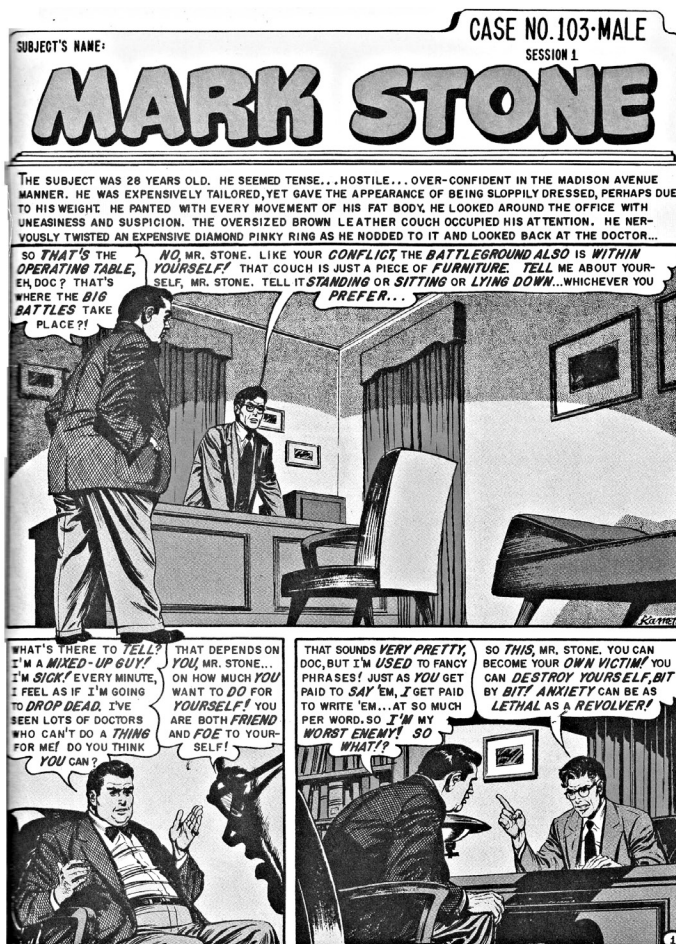 CASE NO.103·MALE
SUBJECT'S NAME:
SESSION 1
MARK STONE
THE SUBJECT WAS 28 YEARS OLD. HE SEEMED TENSE...HOSTILE...OVER-CONFIDENT IN THE MADISON AVENUE
MANNER. HE WAS EXPENSIVELY TAILORED, YET GAVE THE APPEARANCE OF BEING SLOPPILY DRESSED, PERHAPS DUE
TO HIS WEIGHT. HE PANTED WITH EVERY MOVEMENT OF HIS FAT BODY. HE LOOKED AROUND THE OFFICE WITH
UNEASINESS AND SUSPICION. THE OVERSIZED BROWN LEATHER COUCH OCCUPIED HIS ATTENTION. HE NER-
VOUSLY TWISTED AN EXPENSIVE DIAMOND PINKY RING AS HE NODDED TO IT AND LOOKED BACK AT THE DOCTOR...
SO THAT'S THE
OPERATING TABLE,
EH, DOC? THAT'S
WHERE THE BIG
BATTLES TAKE
PLACE?!
NO, MR. STONE. LIKE YOUR CONFLICT, THE BATTLEGROUND ALSO IS WITHIN
YOURSELF! THAT COUCH IS JUST A PIECE OF FURNITURE. TELL ME ABOUT YOUR-
SELF, MR. STONE. TELL IT STANDING OR SITTING OR LYING DOWN...WHICHEVER YOU
PREFER...
Kamen
WHAT'S THERE TO TELL?
I'M A MIXED-UP GUY!
I'M SICK! EVERY MINUTE,
I FEEL AS IF I'M GOING
TO DROP DEAD. I'VE
SEEN LOTS OF DOCTORS
WHO CAN'T DO A THING
FOR ME! DO YOU THINK
YOU CAN?
THAT DEPENDS ON
YOU, MR. STONE...
ON HOW MUCH YOU
WANT TO DO FOR
YOURSELF! YOU
ARE BOTH FRIEND
AND FOE TO YOUR-
SELF!
THAT SOUNDS VERY PRETTY,
DOC, BUT I'M USED TO FANCY
PHRASES! JUST AS YOU GET
PAID TO SAY 'EM, I GET PAID
TO WRITE 'EM...AT SO MUCH
PER WORD. SO I'M MY
WORST ENEMY! SO
WHAT!?
SO THIS, MR. STONE. YOU CAN
BECOME YOUR OWN VICTIM! YOU
CAN DESTROY YOURSELF, BIT
BY BIT! ANXIETY CAN BE AS
LETHAL AS A REVOLVER!
1